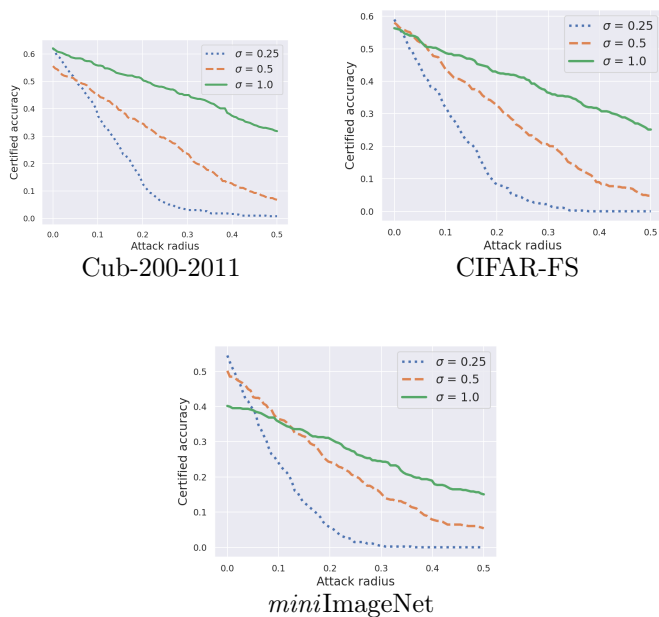 0.6
0.5
0.4
0.3
0.2
0.1
0.0
Certified accuracy
σ = 0.25
σ = 0.5
σ = 1.0
0.0 0.1 0.2 0.3 0.4 0.5
Attack radius
Cub-200-2011
0.6
0.5
0.4
0.3
0.2
0.1
0.0
Certified accuracy
σ = 0.25
σ = 0.5
σ = 1.0
0.0 0.1 0.2 0.3 0.4 0.5
Attack radius
CIFAR-FS
0.5
0.4
0.3
0.2
0.1
0.0
Certified accuracy
σ = 0.25
σ = 0.5
σ = 1.0
0.0 0.1 0.2 0.3 0.4 0.5
Attack radius
miniImageNet